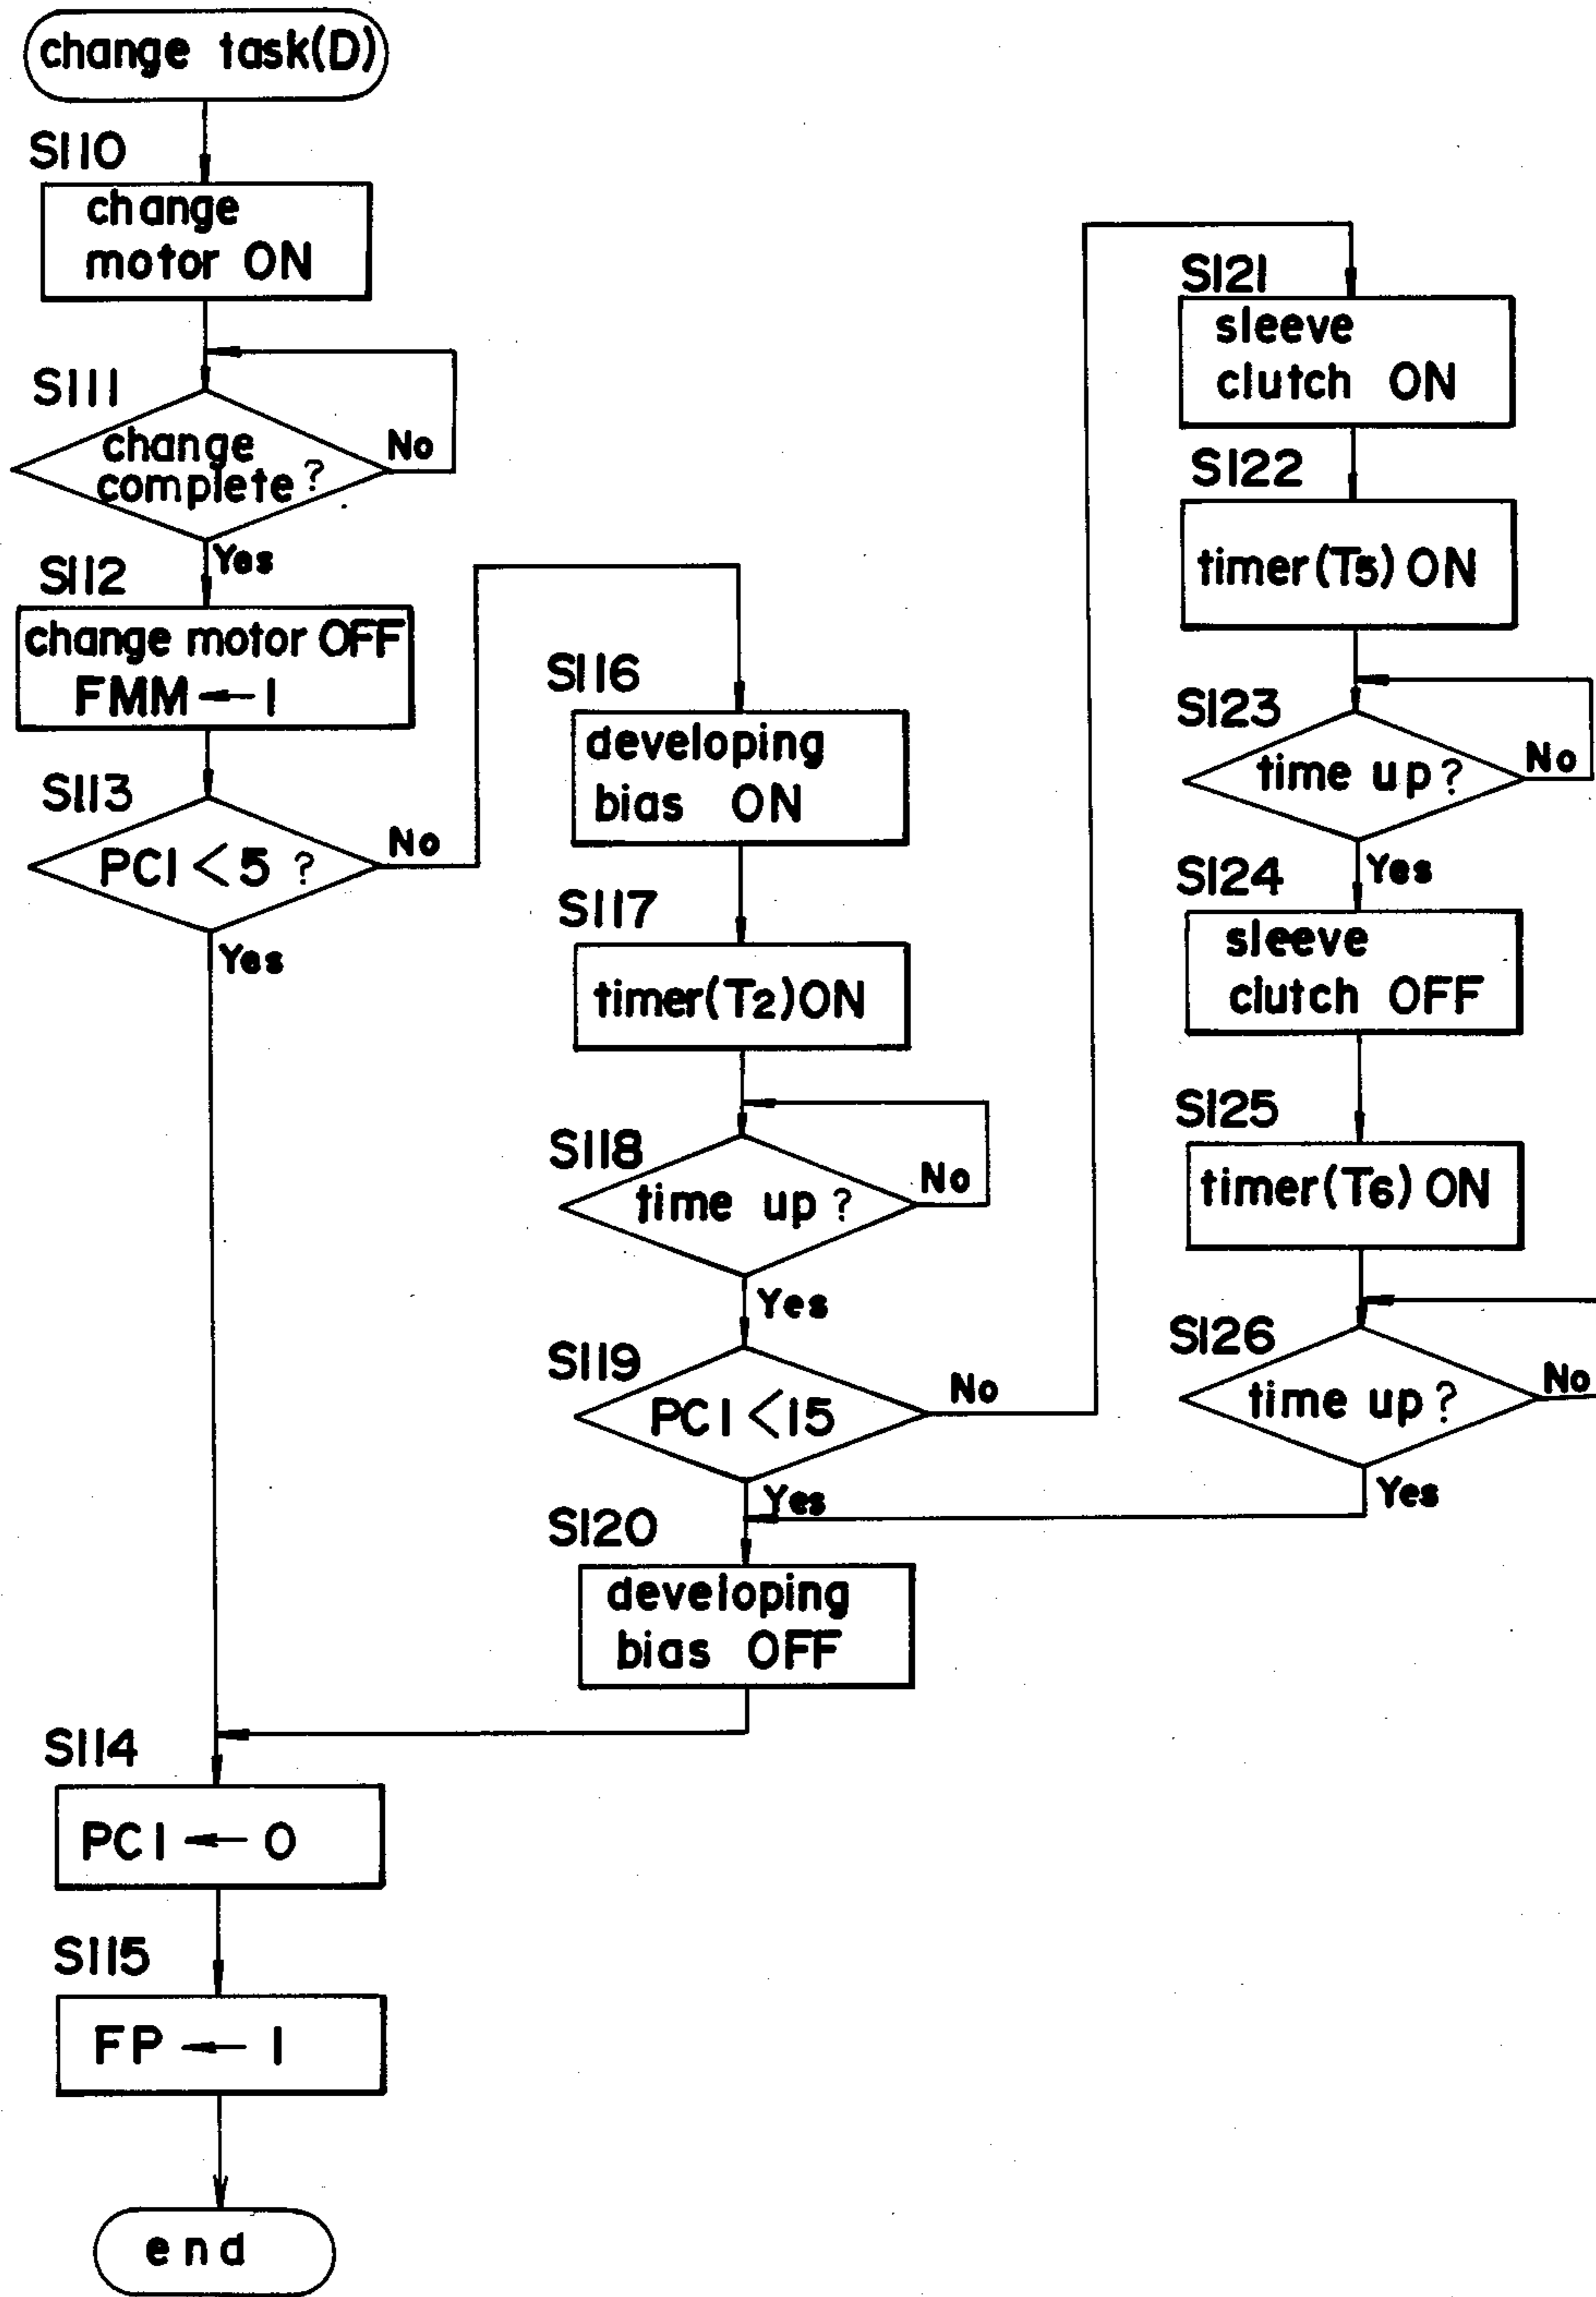 change task(D)
S110
change
motor ON
S111
change
complete?
No
Yes
S112
change motor OFF
FMM ← 1
S113
PC1 < 5 ?
No
Yes
S114
PC1 ← 0
S115
FP ← 1
end
S116
developing
bias ON
S117
timer(T2)ON
S118
time up ?
No
Yes
S119
PC1 < 15
No
Yes
S120
developing
bias OFF
S121
sleeve
clutch ON
S122
timer(T5) ON
S123
time up ?
No
Yes
S124
sleeve
clutch OFF
S125
timer(T6) ON
S126
time up ?
No
Yes